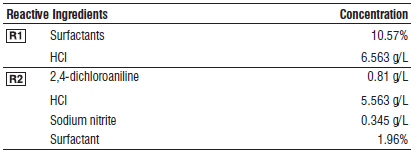 Reactive Ingredients Concentration
R1 Surfactants 10.57%
HCl 6.563 g/L
R2 2,4-dichloroaniline 0.81 g/L
HCl 5.563 g/L
Sodium nitrite 0.345 g/L
Surfactant 1.96%